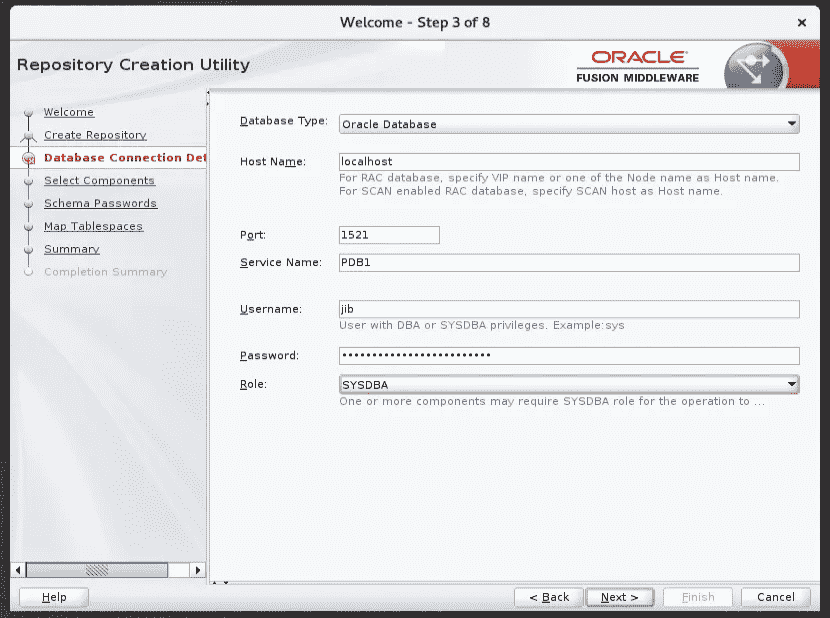 Welcome - Step 3 of 8
Repository Creation Utility
ORACLE
FUSION MIDDLEWARE
Welcome
Create Repository
Database Connection Det
Select Components
Schema Passwords
Map Tablespaces
Summary
Completion Summary
Database Type: Oracle Database
Host Name: localhost
For RAC database, specify VIP name or one of the Node name as Host name.
For SCAN enabled RAC database, specify SCAN host as Host name.
Port: 1521
Service Name: PDB1
Username: jib
User with DBA or SYSDBA privileges. Example:sys
Password: •••••••••••••••••••••••••
Role: SYSDBA
One or more components may require SYSDBA role for the operation to ...
Help
< Back
Next >
Finish
Cancel